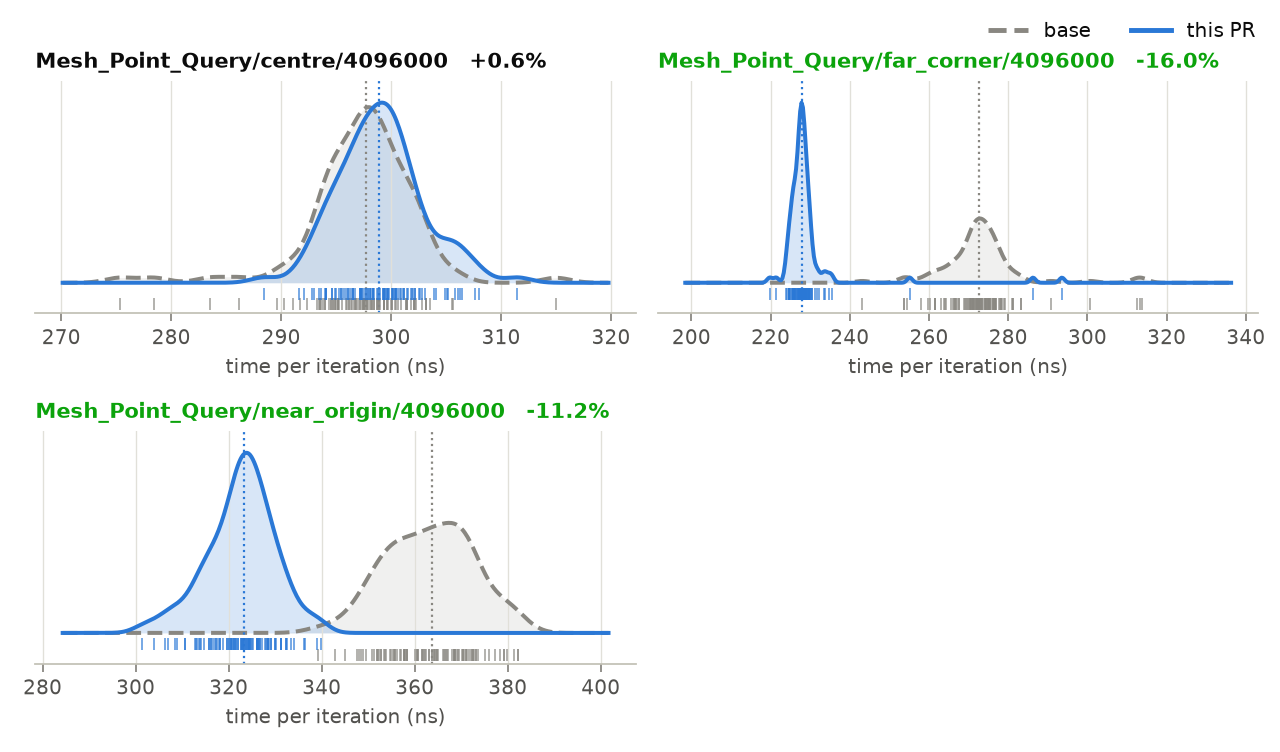 base this PR
Mesh_Point_Query/centre/4096000 +0.6%
270 280 290 300 310 320
time per iteration (ns)
Mesh_Point_Query/far_corner/4096000 -16.0%
200 220 240 260 280 300 320 340
time per iteration (ns)
Mesh_Point_Query/near_origin/4096000 -11.2%
280 300 320 340 360 380 400
time per iteration (ns)